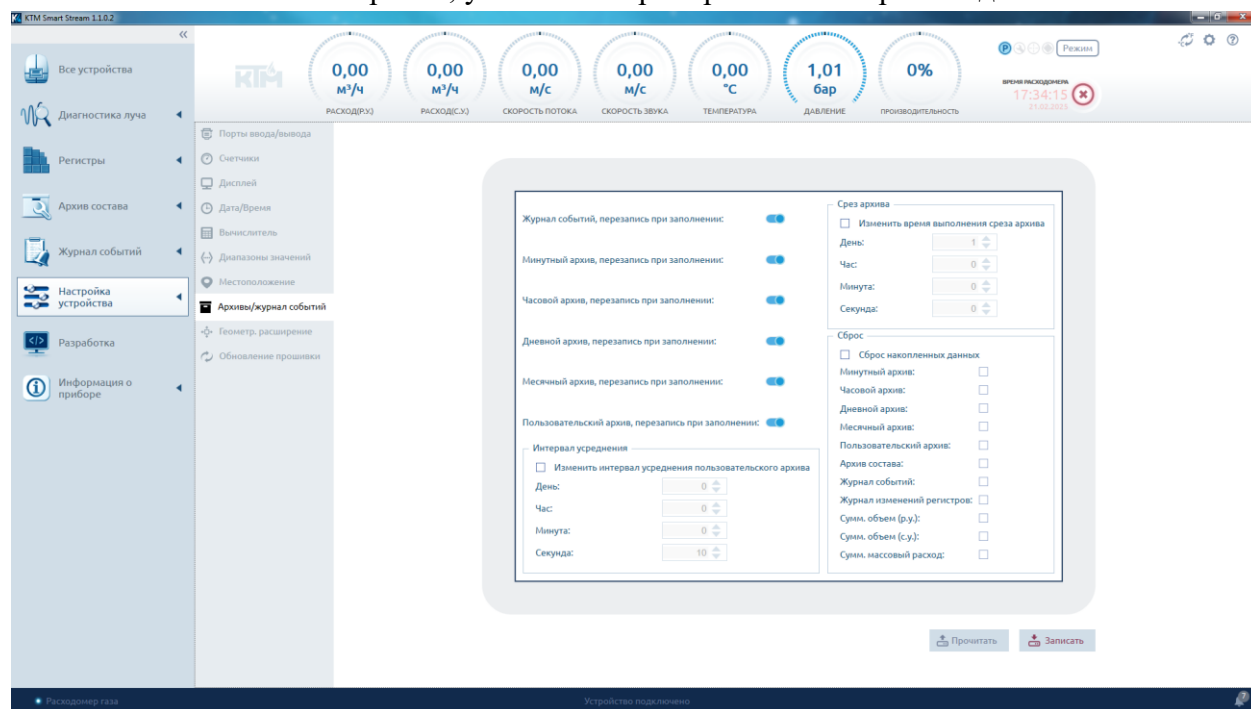 KTM Smart Stream 1.1.0.2
«
Все устройства
Диагностика луча
Регистры
Архив состава
Журнал событий
Настройка
устройства
Разработка
Информация о
приборе
КТМ
0,00
м³/ч
РАСХОД(Р.У.)
0,00
м³/ч
РАСХОД(С.У.)
0,00
м/с
СКОРОСТЬ ПОТОКА
0,00
м/с
СКОРОСТЬ ЗВУКА
0,00
°C
ТЕМПЕРАТУРА
1,01
бар
ДАВЛЕНИЕ
0%
ПРОИЗВОДИТЕЛЬНОСТЬ
P
Режим
ВРЕМЯ РАСХОДОМЕРА
17:34:15
21.03.2023
Порты ввода/вывода
Счетчики
Дисплей
Дата/Время
Вычислитель
Диапазоны значений
Местоположение
Архивы/журнал событий
Геометр. расширение
Обновление прошивки
Журнал событий, перезапись при заполнении:
Минутный архив, перезапись при заполнении:
Часовой архив, перезапись при заполнении:
Дневной архив, перезапись при заполнении:
Месячный архив, перезапись при заполнении:
Пользовательский архив, перезапись при заполнении:
Интервал усреднения
Изменить интервал усреднения пользовательского архива
День: 0
Час: 0
Минута: 0
Секунда: 10
Срез архива
Изменить время выполнения среза архива
День: 1
Час: 0
Минута: 0
Секунда: 0
Сброс
Сброс накопленных данных
Минутный архив:
Часовой архив:
Дневной архив:
Месячный архив:
Пользовательский архив:
Архив состава:
Журнал событий:
Журнал изменений регистров:
Сумм. объем (р.у.):
Сумм. объем (с.у.):
Сумм. массовый расход:
Прочитать
Записать
Расходомер газа
Устройство подключено